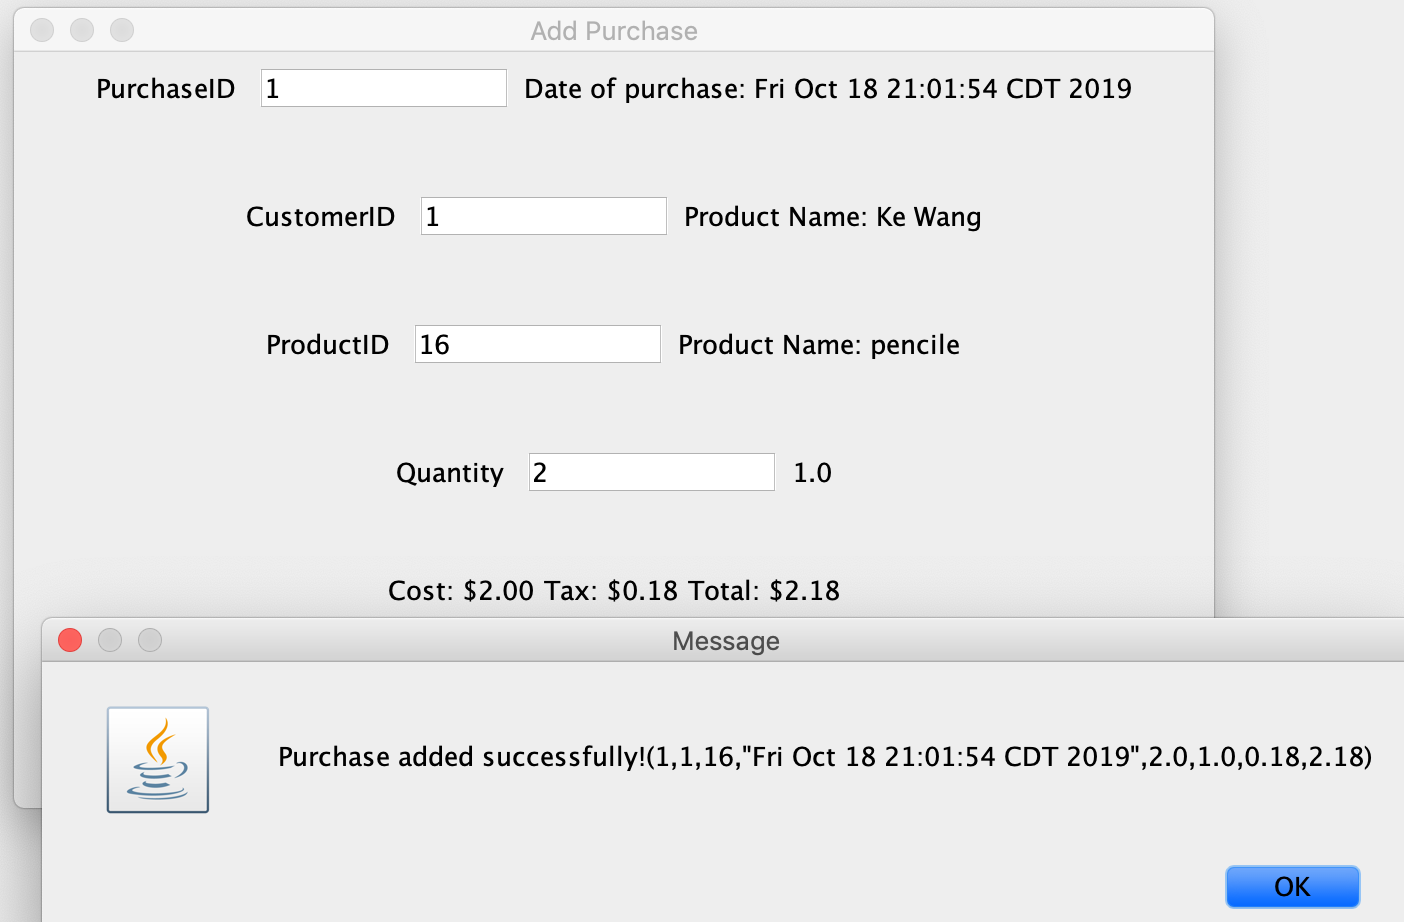 Add Purchase
PurchaseID 1 Date of purchase: Fri Oct 18 21:01:54 CDT 2019
CustomerID 1 Product Name: Ke Wang
ProductID 16 Product Name: pencile
Quantity 2 1.0
Cost: $2.00 Tax: $0.18 Total: $2.18
Message
Purchase added successfully!(1,1,16,"Fri Oct 18 21:01:54 CDT 2019",2.0,1.0,0.18,2.18)
OK